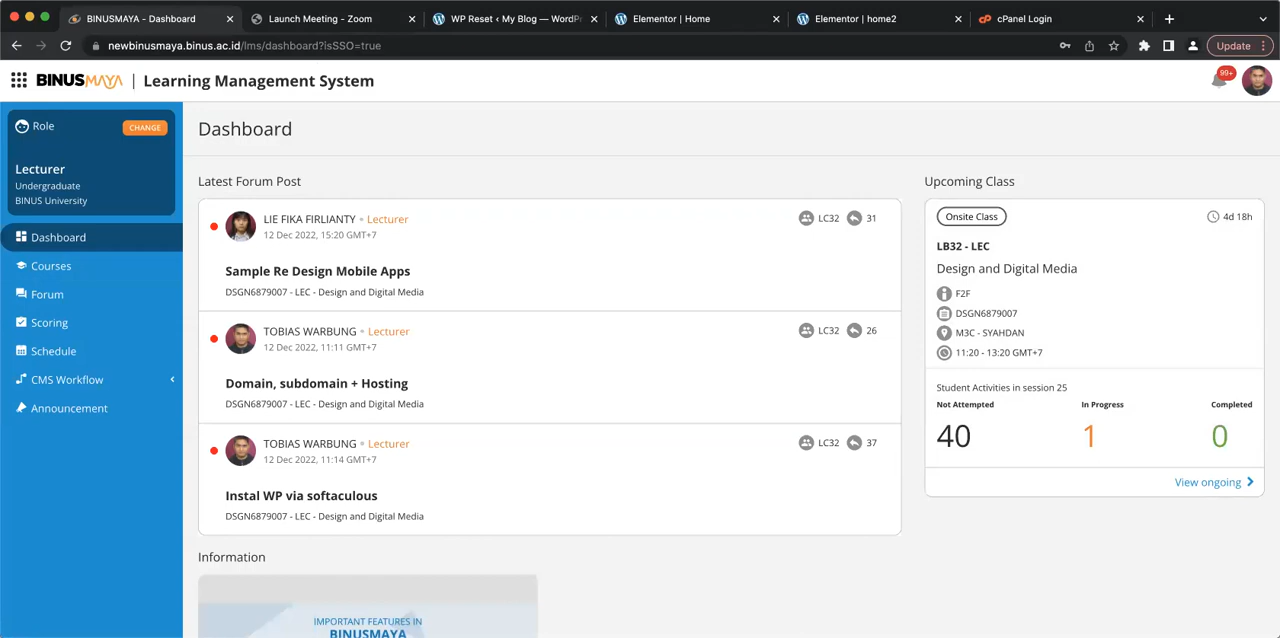 BINUSMAYA - Dashboard
Launch Meeting - Zoom
WP Reset ‹ My Blog — WordPr
Elementor | Home
Elementor | home2
cPanel Login
newbinusmaya.binus.ac.id/lms/dashboard?isSSO=true
Update
BINUSMAYA | Learning Management System
99+
Role
CHANGE
Lecturer
Undergraduate
BINUS University
Dashboard
Courses
Forum
Scoring
Schedule
CMS Workflow
Announcement
Dashboard
Latest Forum Post
LIE FIKA FIRLIANTY • Lecturer
LC32 31
12 Dec 2022, 15:20 GMT+7
Sample Re Design Mobile Apps
DSGN6879007 - LEC - Design and Digital Media
TOBIAS WARBUNG • Lecturer
LC32 26
12 Dec 2022, 11:11 GMT+7
Domain, subdomain + Hosting
DSGN6879007 - LEC - Design and Digital Media
TOBIAS WARBUNG • Lecturer
LC32 37
12 Dec 2022, 11:14 GMT+7
Instal WP via softaculous
DSGN6879007 - LEC - Design and Digital Media
Information
IMPORTANT FEATURES IN
BINUSMAYA
Upcoming Class
Onsite Class
4d 18h
LB32 - LEC
Design and Digital Media
F2F
DSGN6879007
M3C - SYAHDAN
11:20 - 13:20 GMT+7
Student Activities in session 25
Not Attempted In Progress Completed
40 1 0
View ongoing